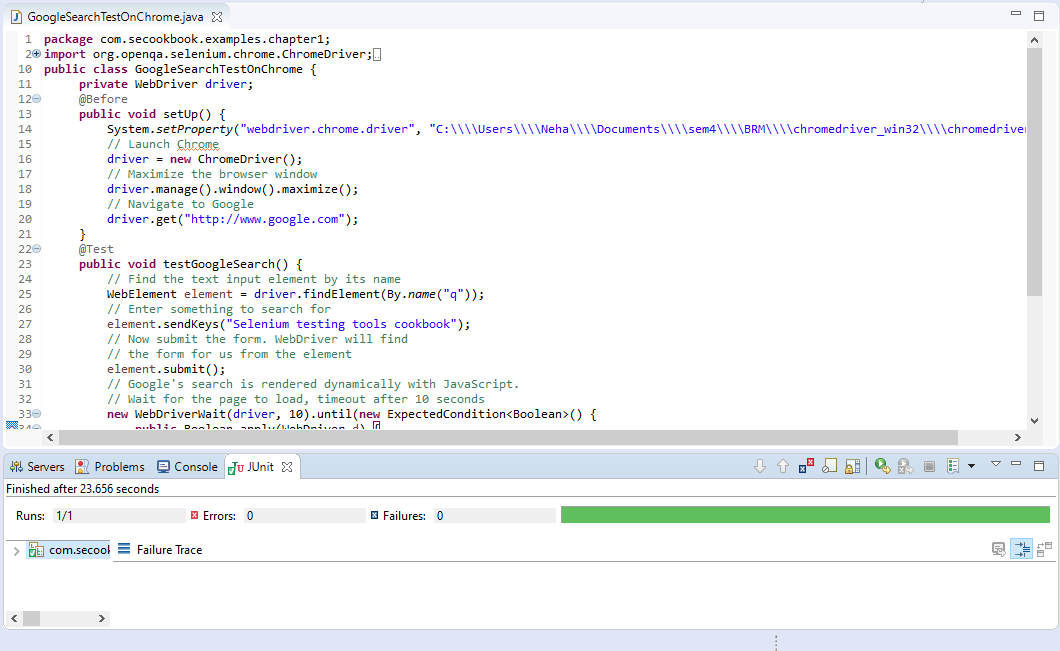 GoogleSearchTestOnChrome.java
1 package com.secookbook.examples.chapter1;
2 import org.openqa.selenium.chrome.ChromeDriver;
10 public class GoogleSearchTestOnChrome {
11 private WebDriver driver;
12 @Before
13 public void setUp() {
14 System.setProperty("webdriver.chrome.driver", "C:\\\\Users\\\\Neha\\\\Documents\\\\sem4\\\\BRM\\\\chromedriver_win32\\\\chromedriver
15 // Launch Chrome
16 driver = new ChromeDriver();
17 // Maximize the browser window
18 driver.manage().window().maximize();
19 // Navigate to Google
20 driver.get("http://www.google.com");
21 }
22 @Test
23 public void testGoogleSearch() {
24 // Find the text input element by its name
25 WebElement element = driver.findElement(By.name("q"));
26 // Enter something to search for
27 element.sendKeys("Selenium testing tools cookbook");
28 // Now submit the form. WebDriver will find
29 // the form for us from the element
30 element.submit();
31 // Google's search is rendered dynamically with JavaScript.
32 // Wait for the page to load, timeout after 10 seconds
33 new WebDriverWait(driver, 10).until(new ExpectedCondition<Boolean>() {
34 public Boolean apply(WebDriver d) {
Servers Problems Console JUnit
Finished after 23.656 seconds
Runs: 1/1 Errors: 0 Failures: 0
com.secook Failure Trace